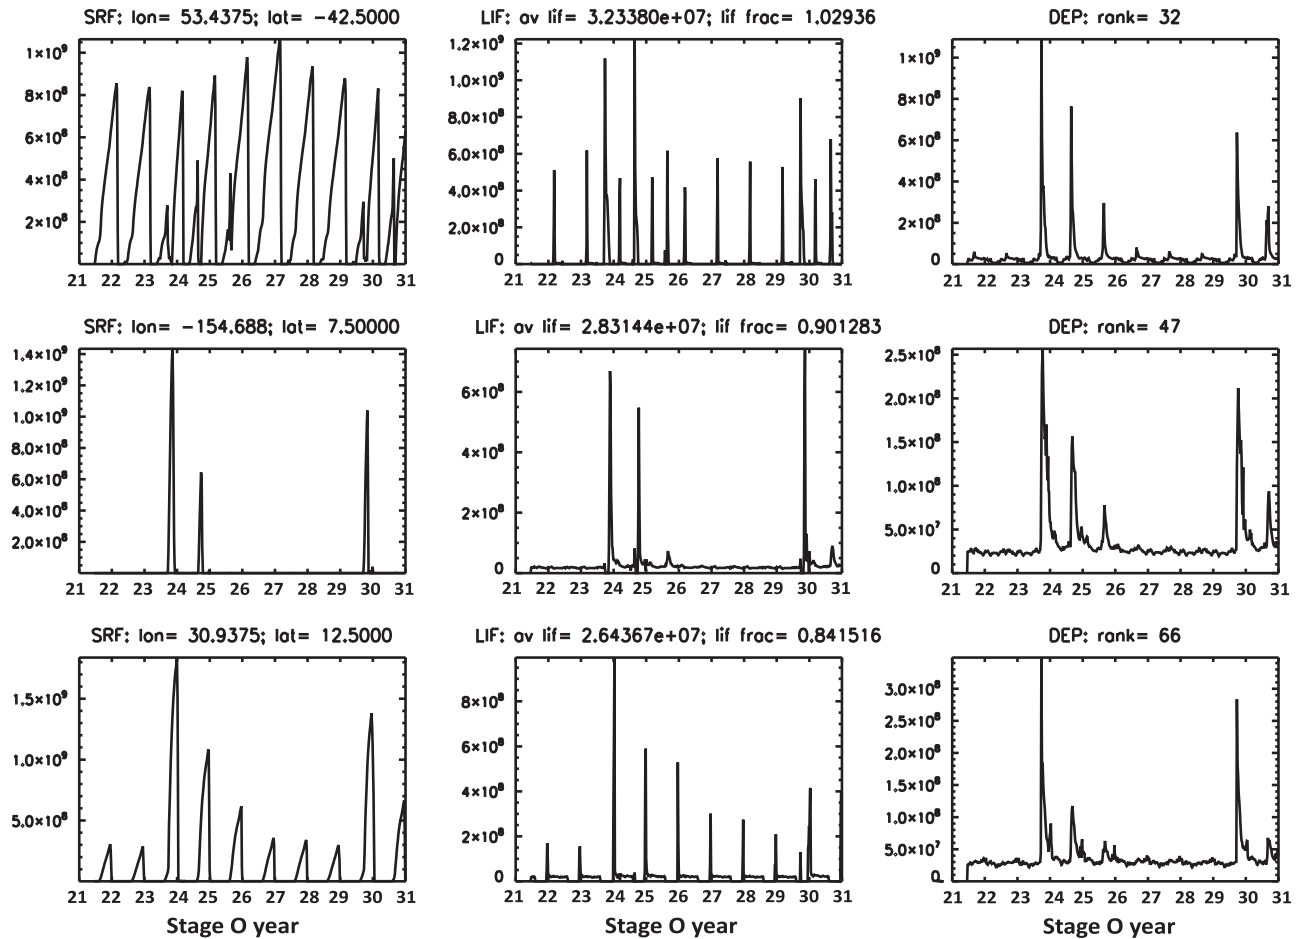 SRF: lon= 53.4375; lat= −42.5000
LIF: av lif= 3.23380e+07; lif frac= 1.02936
DEP: rank= 32
1×10⁹
8×10⁸
6×10⁸
4×10⁸
2×10⁸
21 22 23 24 25 26 27 28 29 30 31
1.2×10⁹
1.0×10⁹
8.0×10⁸
6.0×10⁸
4.0×10⁸
2.0×10⁸
0
21 22 23 24 25 26 27 28 29 30 31
1×10⁹
8×10⁸
6×10⁸
4×10⁸
2×10⁸
0
21 22 23 24 25 26 27 28 29 30 31
SRF: lon= −154.688; lat= 7.50000
LIF: av lif= 2.83144e+07; lif frac= 0.901283
DEP: rank= 47
1.4×10⁹
1.2×10⁹
1.0×10⁹
8.0×10⁸
6.0×10⁸
4.0×10⁸
2.0×10⁸
21 22 23 24 25 26 27 28 29 30 31
6×10⁸
4×10⁸
2×10⁸
0
21 22 23 24 25 26 27 28 29 30 31
2.5×10⁸
2.0×10⁸
1.5×10⁸
1.0×10⁸
5.0×10⁷
0
21 22 23 24 25 26 27 28 29 30 31
SRF: lon= 30.9375; lat= 12.5000
LIF: av lif= 2.64367e+07; lif frac= 0.841516
DEP: rank= 66
1.5×10⁹
1.0×10⁹
5.0×10⁸
21 22 23 24 25 26 27 28 29 30 31
Stage O year
8×10⁸
6×10⁸
4×10⁸
2×10⁸
0
21 22 23 24 25 26 27 28 29 30 31
Stage O year
3.0×10⁸
2.5×10⁸
2.0×10⁸
1.5×10⁸
1.0×10⁸
5.0×10⁷
0
21 22 23 24 25 26 27 28 29 30 31
Stage O year